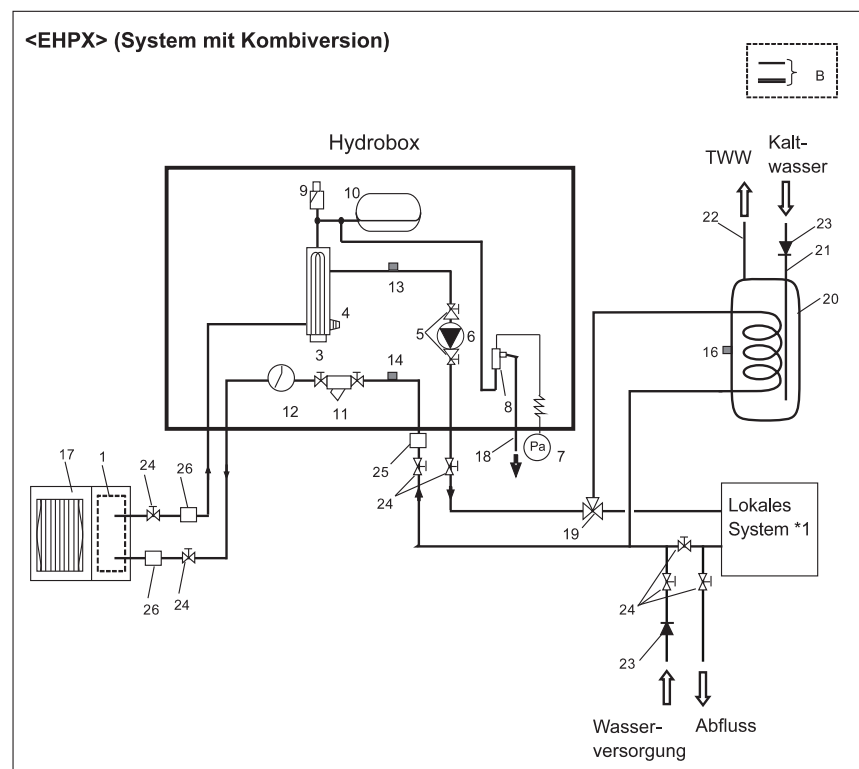 <EHPX> (System mit Kombiversion)
B
Hydrobox
TWW
Kalt-
wasser
9
10
22
23
21
4
13
5
6
20
3
16
14
12
11
8
25
18
Pa
7
17
1
24
26
24
19
Lokales
System *1
26
24
24
23
Wasser-
versorgung
Abfluss